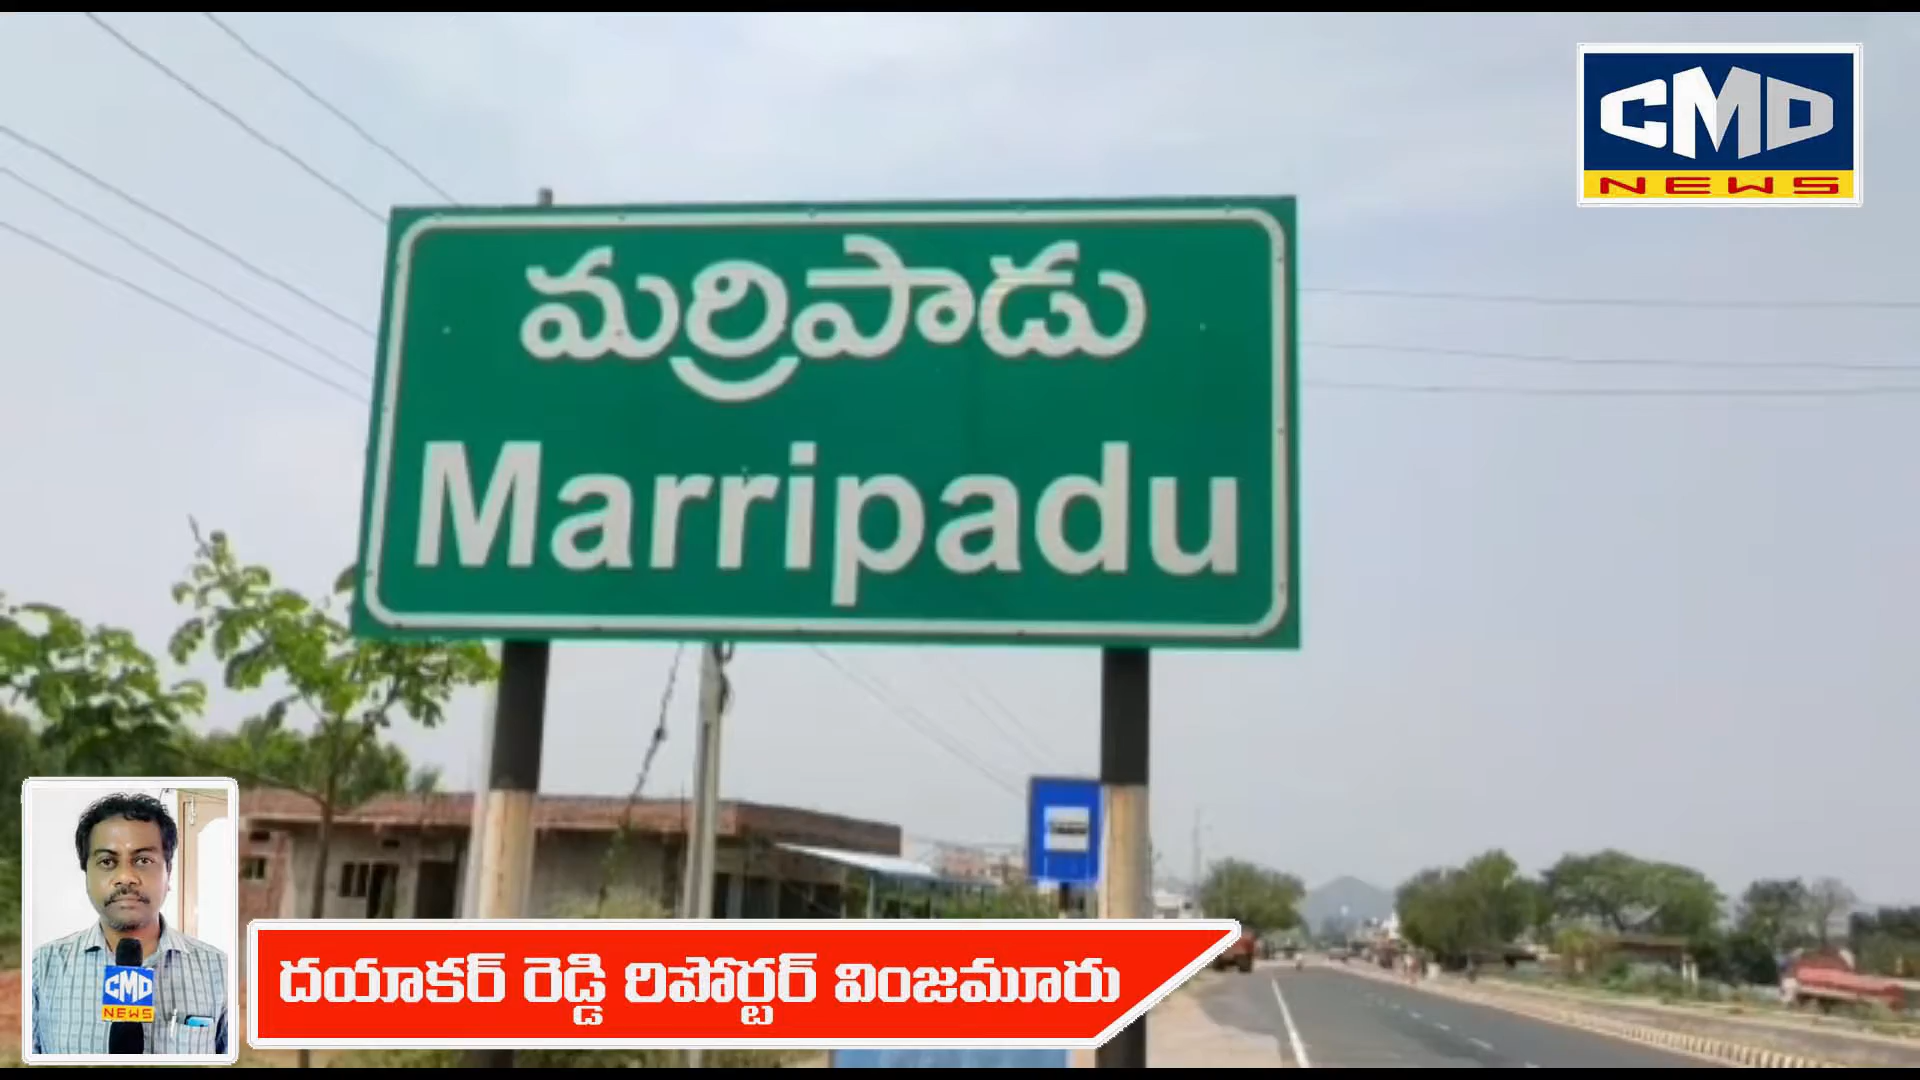 CMD
NEWS
మర్రిపాడు
Marripadu
CMD
NEWS
దయాకర్ రెడ్డి రిపోర్టర్ వింజమూరు